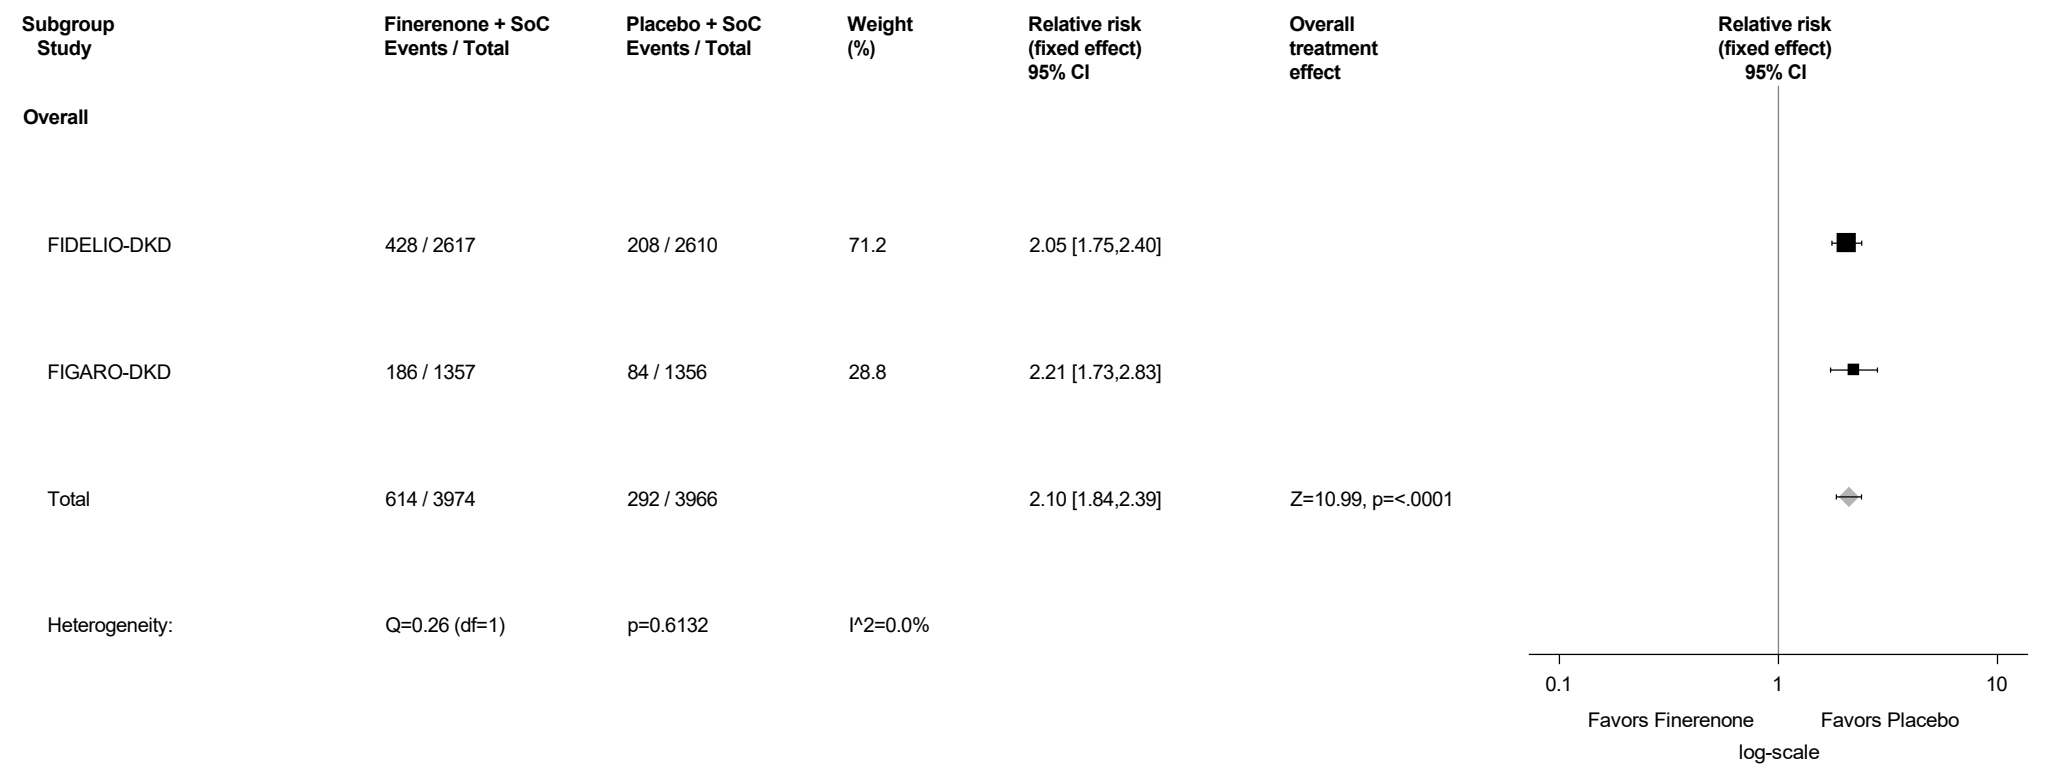 Subgroup Finerenone + SoC Placebo + SoC Weight Relative risk Overall Relative risk
Study Events / Total Events / Total (%) (fixed effect) treatment (fixed effect)
95% CI effect 95% CI
Overall
FIDELIO-DKD 428 / 2617 208 / 2610 71.2 2.05 [1.75,2.40]
FIGARO-DKD 186 / 1357 84 / 1356 28.8 2.21 [1.73,2.83]
Total 614 / 3974 292 / 3966 2.10 [1.84,2.39] Z=10.99, p=<.0001
Heterogeneity: Q=0.26 (df=1) p=0.6132 I^2=0.0%
0.1 1 10
Favors Finerenone Favors Placebo
log-scale